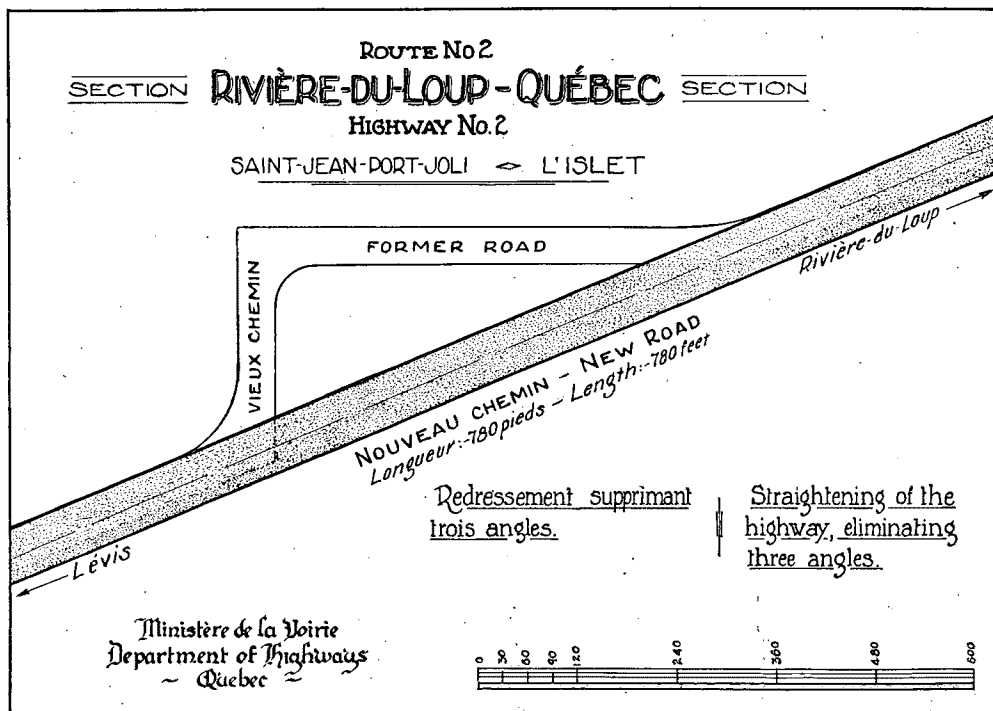 ROUTE No 2
SECTION RIVIÈRE-DU-LOUP - QUÉBEC SECTION
HIGHWAY No. 2
SAINT-JEAN-PORT-JOLI <> L'ISLET
FORMER ROAD
VIEUX CHEMIN
Rivière-du-Loup
NOUVEAU CHEMIN - NEW ROAD
Longueur:-780 pieds - Length:-780 feet
Lévis
Redressement supprimant
trois angles.
Straightening of the
highway, eliminating
three angles.
Ministère de la Voirie
Department of Highways
~ Quebec ~
0 30 60 90 120 240 360 480 600